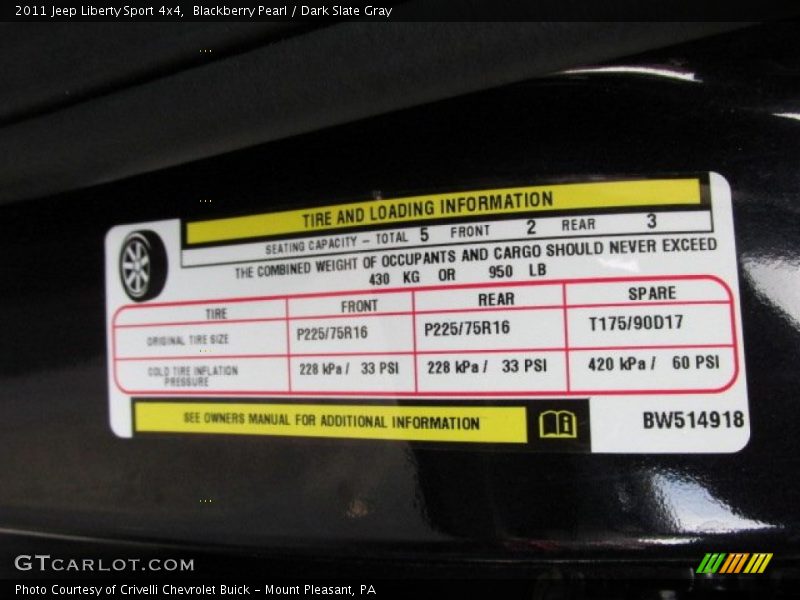 2011 Jeep Liberty Sport 4x4,  Blackberry Pearl / Dark Slate Gray
TIRE AND LOADING INFORMATION
SEATING CAPACITY - TOTAL 5 FRONT 2 REAR 3
THE COMBINED WEIGHT OF OCCUPANTS AND CARGO SHOULD NEVER EXCEED
430 KG OR 950 LB
TIRE FRONT REAR SPARE
ORIGINAL TIRE SIZE P225/75R16 P225/75R16 T175/90D17
COLD TIRE INFLATION
PRESSURE 228 kPa / 33 PSI 228 kPa / 33 PSI 420 kPa / 60 PSI
SEE OWNERS MANUAL FOR ADDITIONAL INFORMATION
BW514918
GTCARLOT.COM
Photo Courtesy of Crivelli Chevrolet Buick - Mount Pleasant, PA